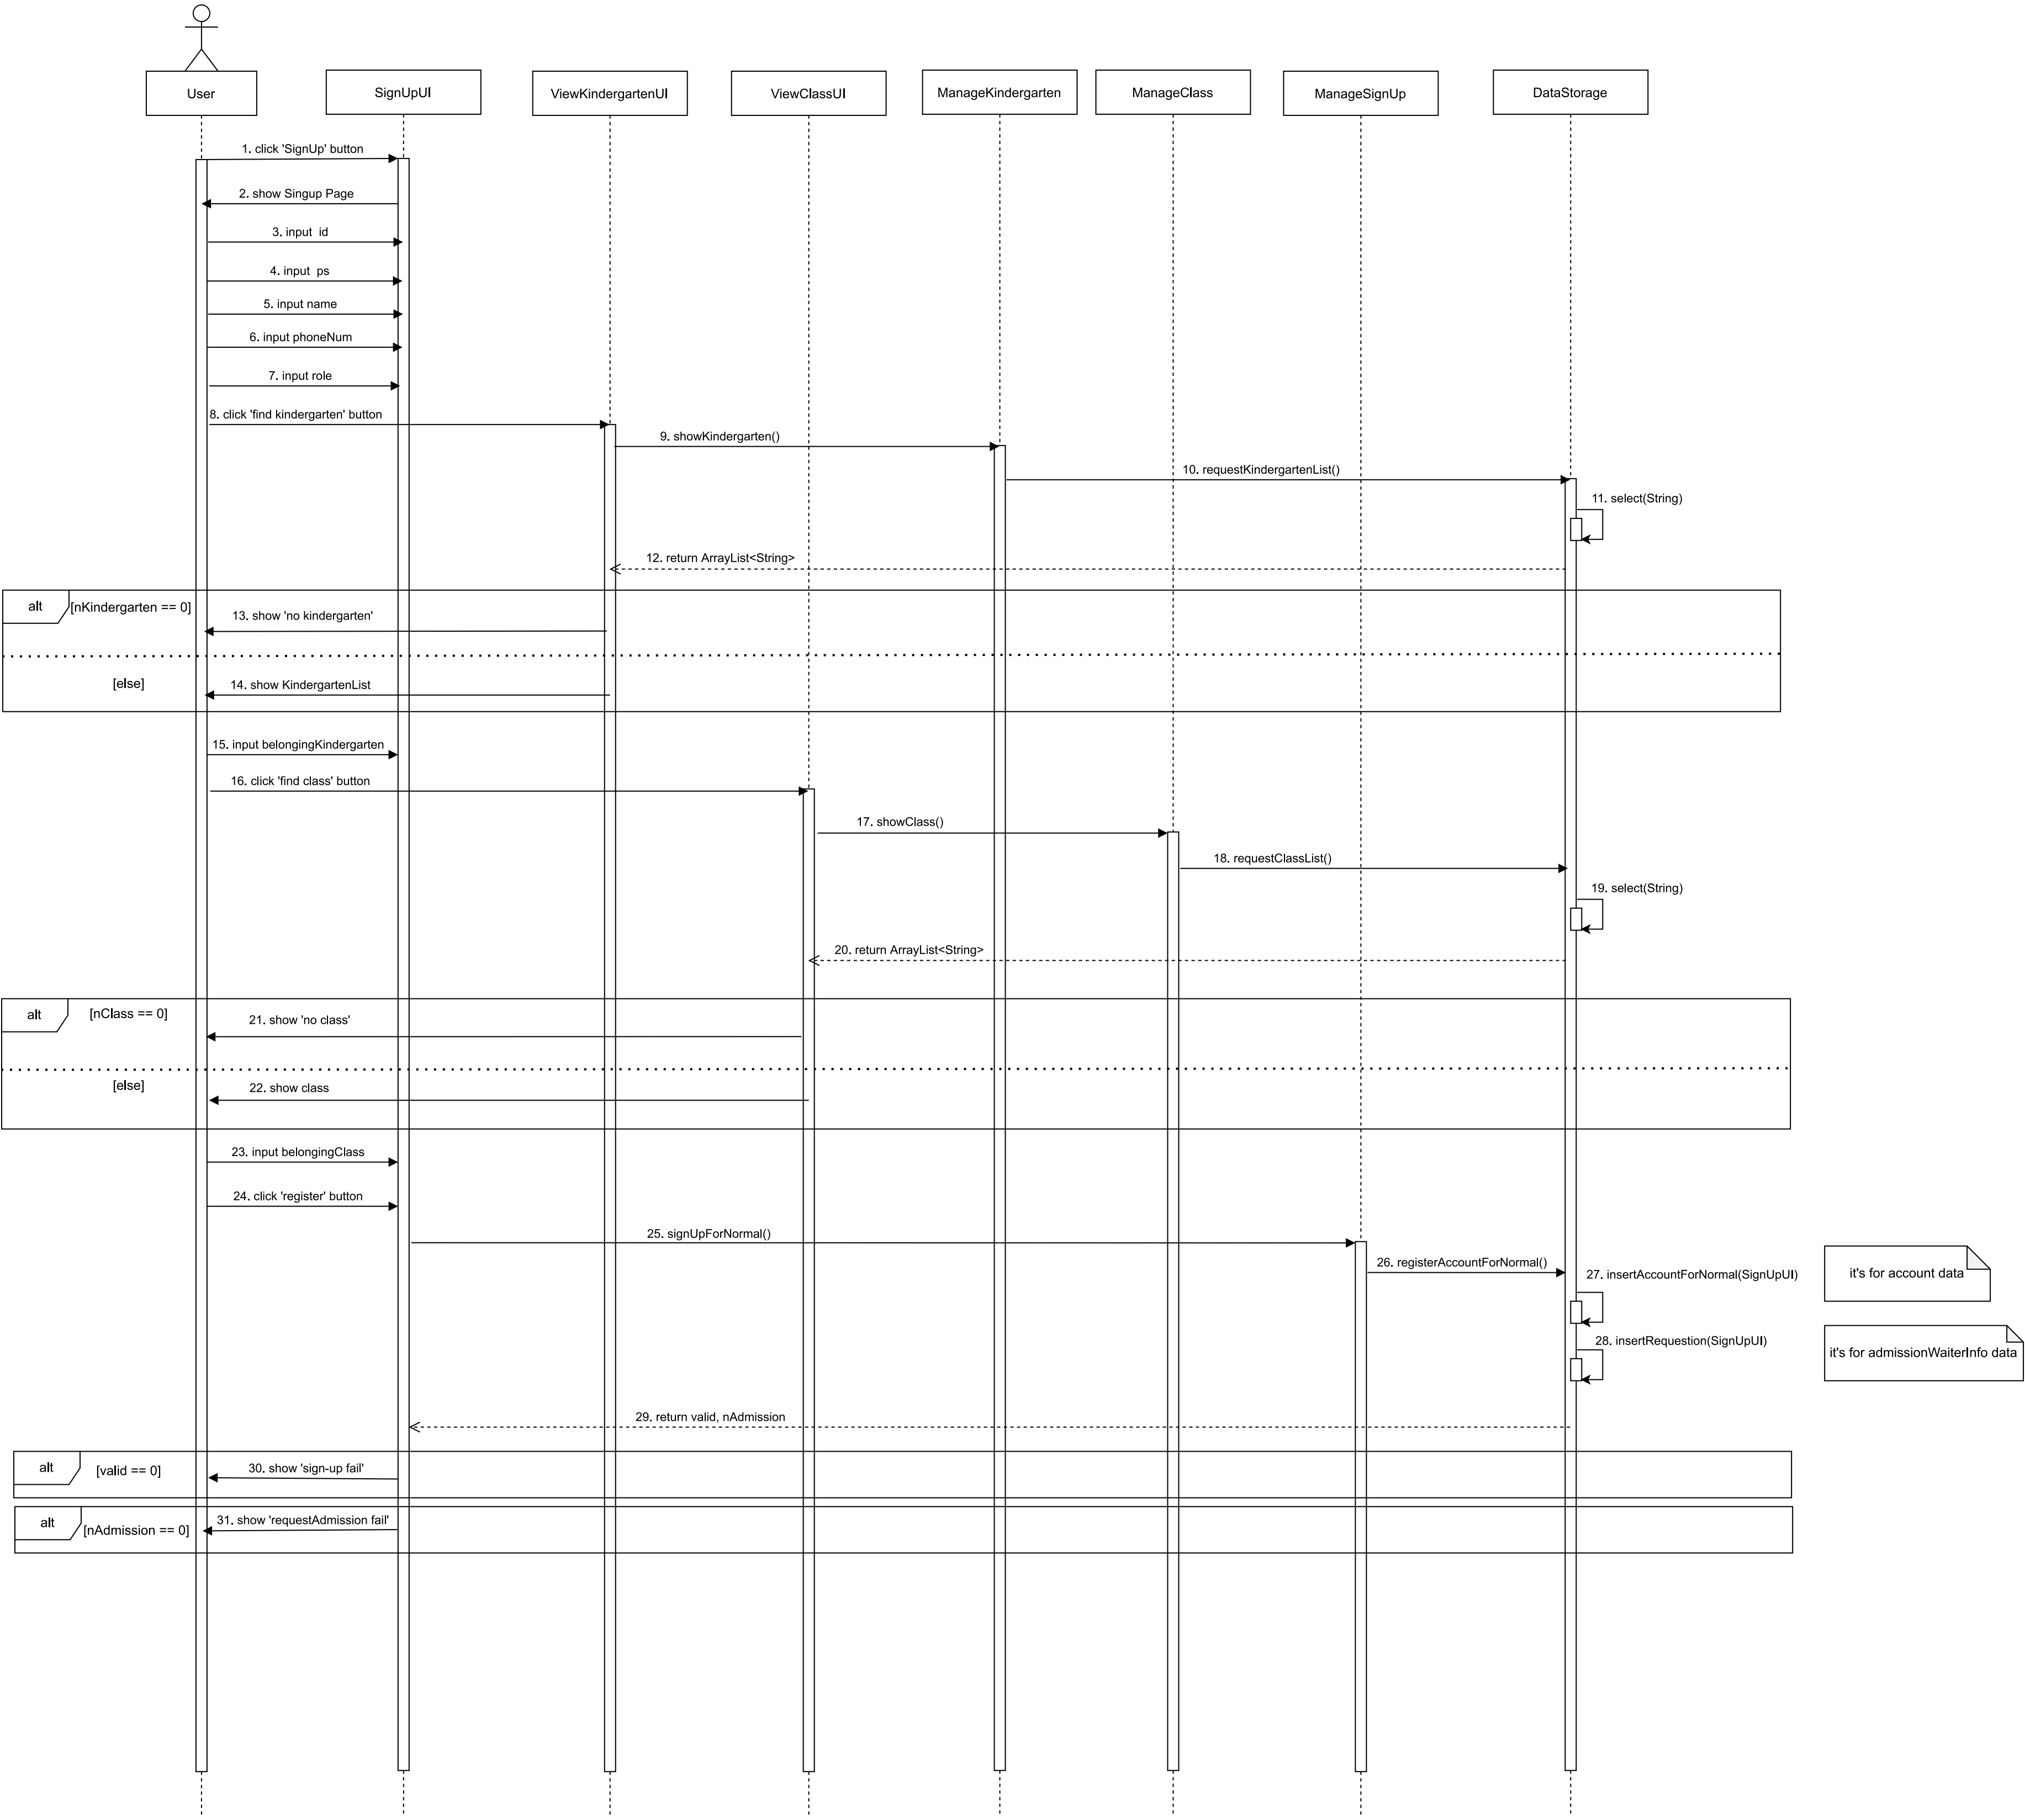 User
SignUpUI
ViewKindergartenUI
ViewClassUI
ManageKindergarten
ManageClass
ManageSignUp
DataStorage
1. click 'SignUp' button
2. show Singup Page
3. input  id
4. input  ps
5. input name
6. input phoneNum
7. input role
8. click 'find kindergarten' button
9. showKindergarten()
10. requestKindergartenList()
11. select(String)
12. return ArrayList<String>
alt
[nKindergarten == 0]
13. show 'no kindergarten'
[else]
14. show KindergartenList
15. input belongingKindergarten
16. click 'find class' button
17. showClass()
18. requestClassList()
19. select(String)
20. return ArrayList<String>
alt
[nClass == 0]
21. show 'no class'
[else]
22. show class
23. input belongingClass
24. click 'register' button
25. signUpForNormal()
26. registerAccountForNormal()
27. insertAccountForNormal(SignUpUI)
it's for account data
28. insertRequestion(SignUpUI)
it's for admissionWaiterInfo data
29. return valid, nAdmission
alt
[valid == 0]
30. show 'sign-up fail'
alt
[nAdmission == 0]
31. show 'requestAdmission fail'